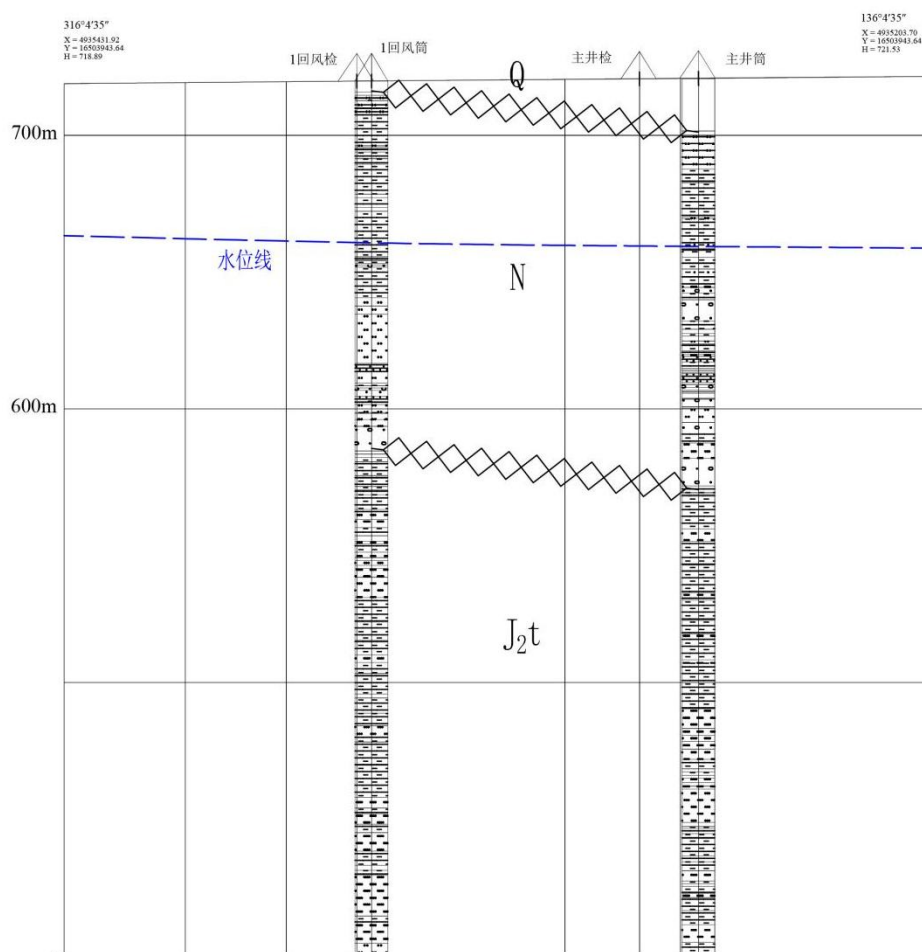 316°4′35″
X = 4935431.92
Y = 16503943.64
H = 718.89
136°4′35″
X = 4935203.70
Y = 16503943.64
H = 721.53
1回风检
1回风筒
主井检
主井筒
Q
700m
水位线
N
600m
J₂t